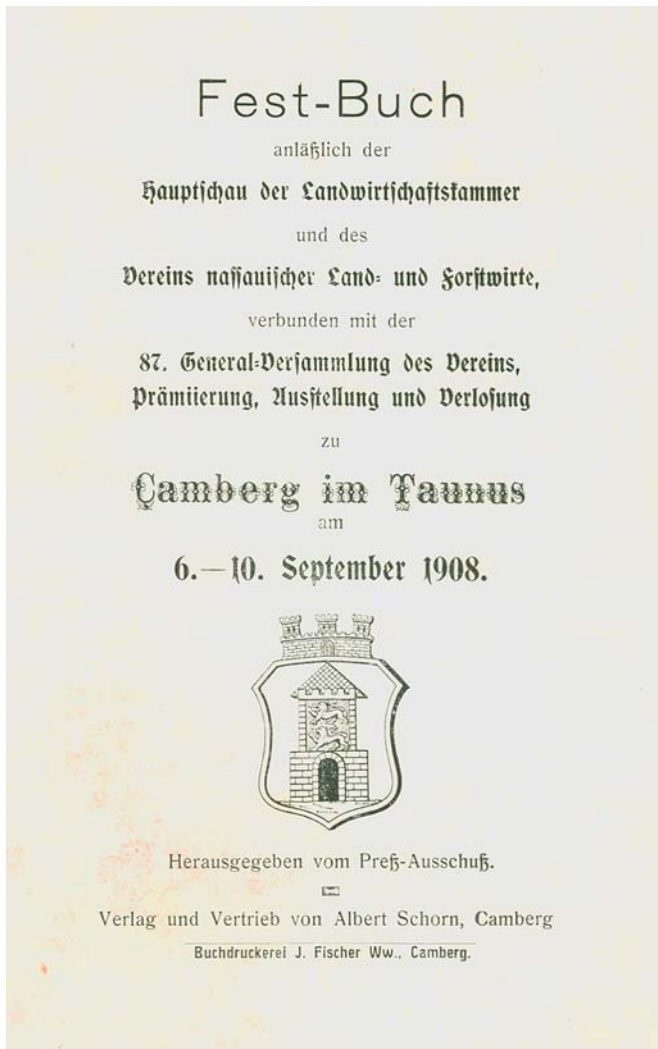 Fest-Buch
anläßlich der
Hauptschau der Landwirtschaftskammer
und des
Vereins nassauischer Land- und Forstwirte,
verbunden mit der
87. General-Versammlung des Vereins,
Prämiierung, Ausstellung und Verlosung
zu
Camberg im Taunus
am
6.—10. September 1908.
Herausgegeben vom Preß-Ausschuß.
Verlag und Vertrieb von Albert Schorn, Camberg
Buchdruckerei J. Fischer Ww., Camberg.